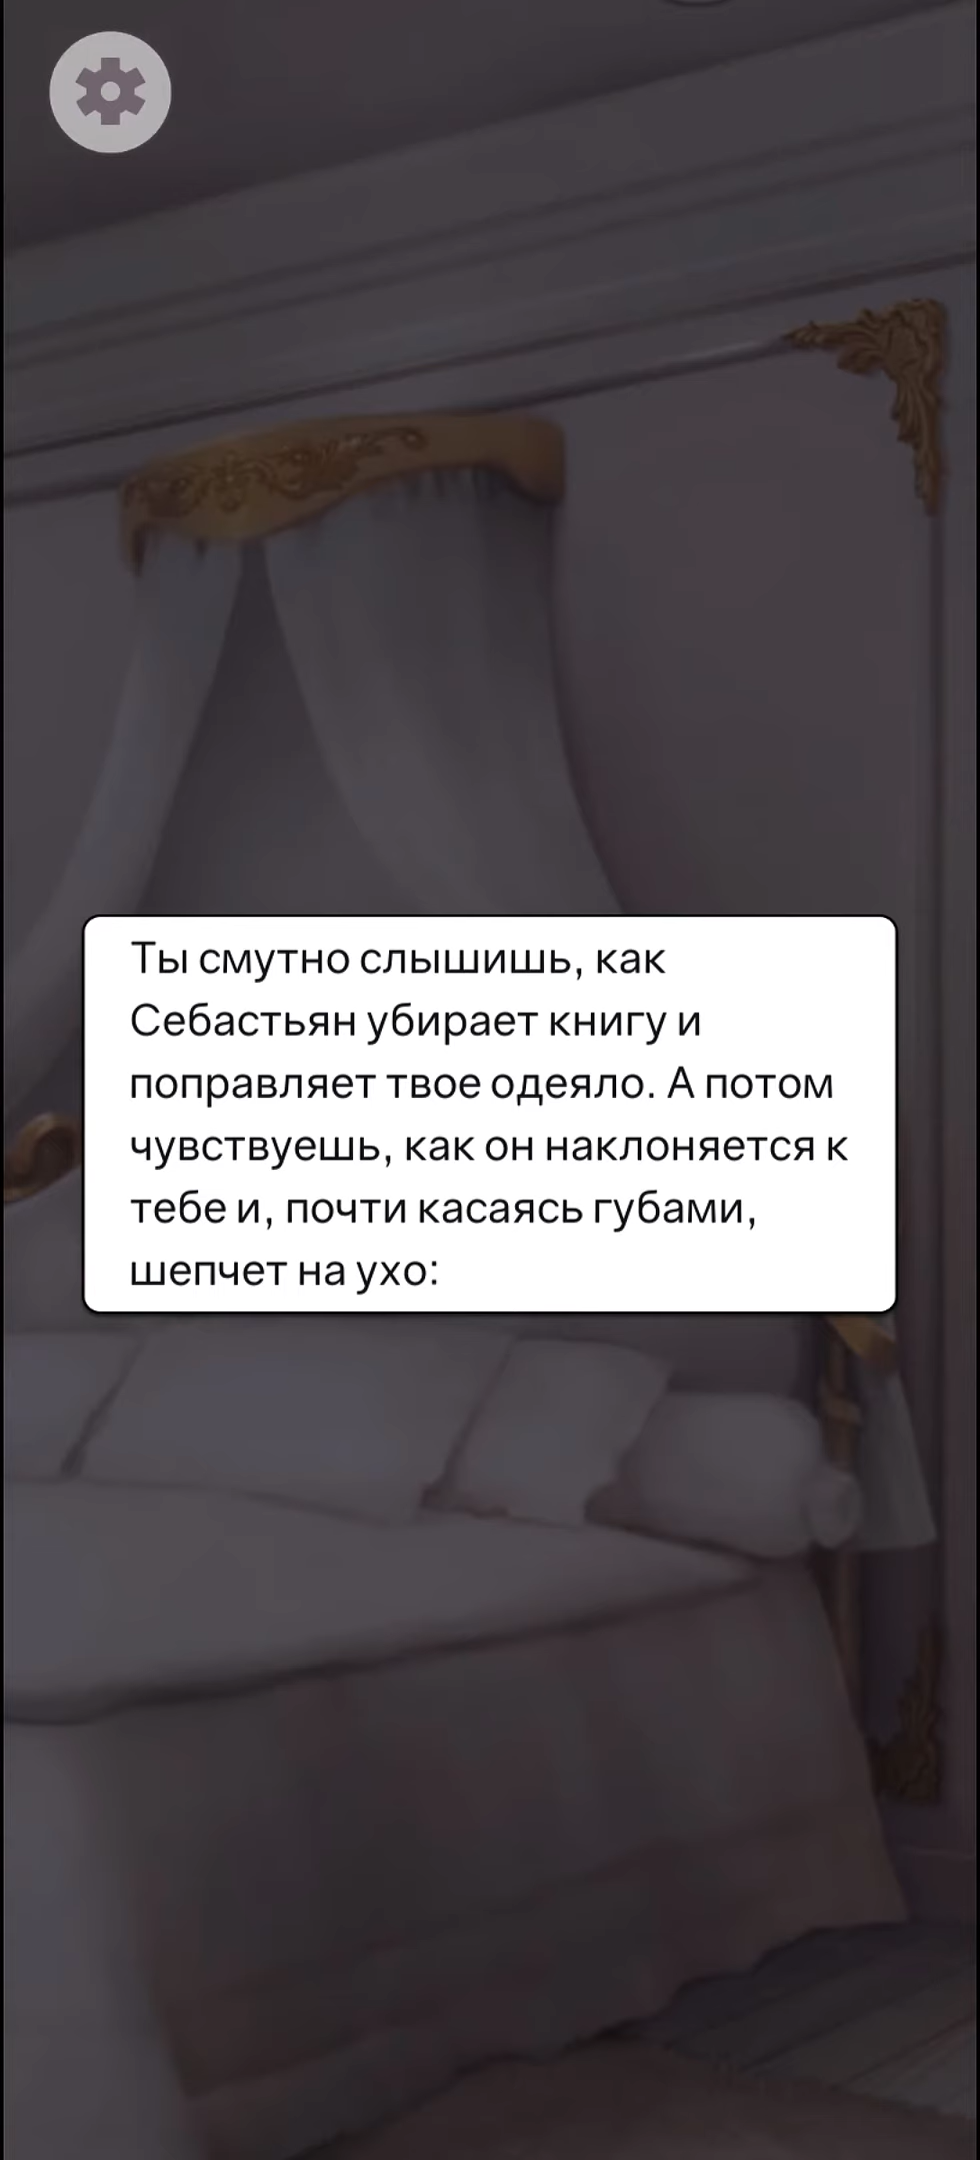 Ты смутно слышишь, как
Себастьян убирает книгу и
поправляет твое одеяло. А потом
чувствуешь, как он наклоняется к
тебе и, почти касаясь губами,
шепчет на ухо: